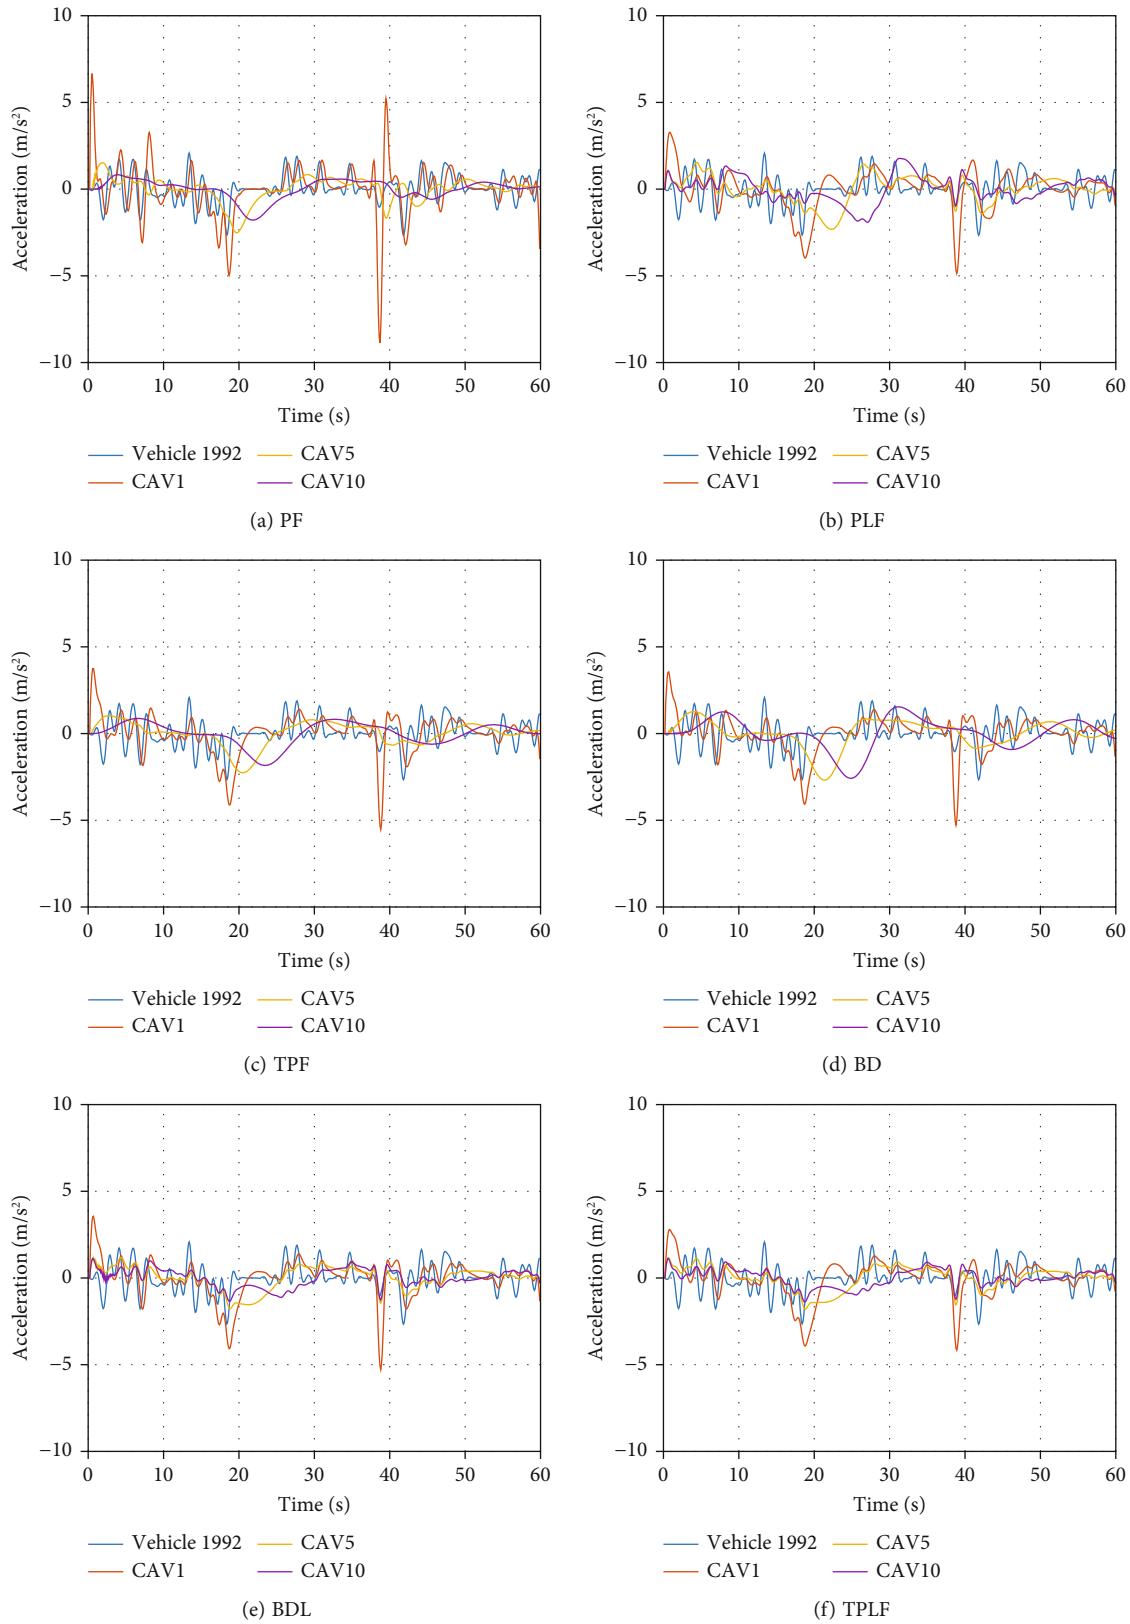 10
5
0
−5
−10
Acceleration (m/s²)
0 10 20 30 40 50 60
Time (s)
Vehicle 1992 CAV5
CAV1 CAV10
(a) PF
10
5
0
−5
−10
Acceleration (m/s²)
0 10 20 30 40 50 60
Time (s)
Vehicle 1992 CAV5
CAV1 CAV10
(b) PLF
10
5
0
−5
−10
Acceleration (m/s²)
0 10 20 30 40 50 60
Time (s)
Vehicle 1992 CAV5
CAV1 CAV10
(c) TPF
10
5
0
−5
−10
Acceleration (m/s²)
0 10 20 30 40 50 60
Time (s)
Vehicle 1992 CAV5
CAV1 CAV10
(d) BD
10
5
0
−5
−10
Acceleration (m/s²)
0 10 20 30 40 50 60
Time (s)
Vehicle 1992 CAV5
CAV1 CAV10
(e) BDL
10
5
0
−5
−10
Acceleration (m/s²)
0 10 20 30 40 50 60
Time (s)
Vehicle 1992 CAV5
CAV1 CAV10
(f) TPLF